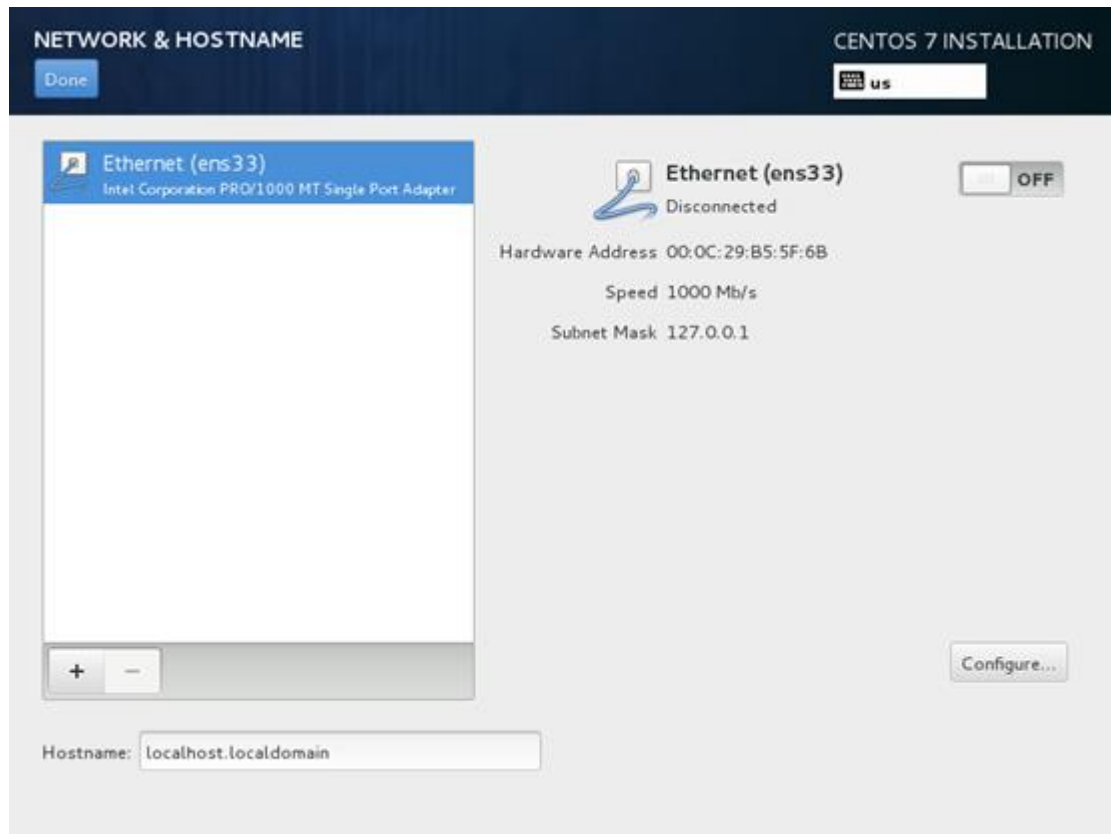 NETWORK & HOSTNAME
CENTOS 7 INSTALLATION
Done
us
Ethernet (ens33)
Intel Corporation PRO/1000 MT Single Port Adapter
Ethernet (ens33)
OFF
Disconnected
Hardware Address 00:0C:29:B5:5F:6B
Speed 1000 Mb/s
Subnet Mask 127.0.0.1
+ −
Configure...
Hostname: localhost.localdomain